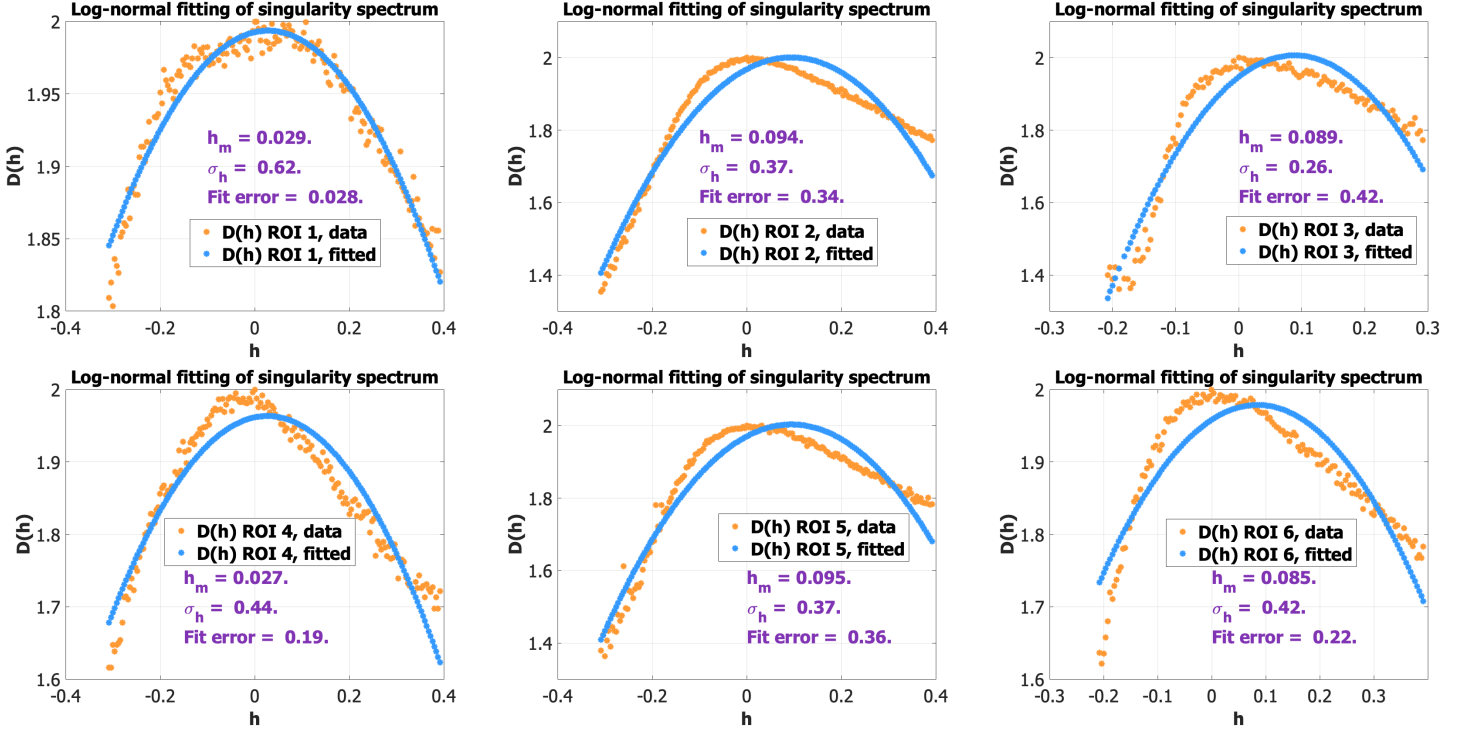 Log-normal fitting of singularity spectrum
D(h)
2
1.95
1.9
1.85
1.8
h_m = 0.029.
σ_h = 0.62.
Fit error = 0.028.
D(h) ROI 1, data
D(h) ROI 1, fitted
-0.4
-0.2
0
0.2
0.4
h
Log-normal fitting of singularity spectrum
D(h)
2
1.8
1.6
1.4
h_m = 0.094.
σ_h = 0.37.
Fit error = 0.34.
D(h) ROI 2, data
D(h) ROI 2, fitted
-0.4
-0.2
0
0.2
0.4
h
Log-normal fitting of singularity spectrum
D(h)
2
1.8
1.6
1.4
h_m = 0.089.
σ_h = 0.26.
Fit error = 0.42.
D(h) ROI 3, data
D(h) ROI 3, fitted
-0.3
-0.2
-0.1
0
0.1
0.2
0.3
h
Log-normal fitting of singularity spectrum
D(h)
2
1.9
1.8
1.7
1.6
D(h) ROI 4, data
D(h) ROI 4, fitted
h_m = 0.027.
σ_h = 0.44.
Fit error = 0.19.
-0.4
-0.2
0
0.2
0.4
h
Log-normal fitting of singularity spectrum
D(h)
2
1.8
1.6
1.4
D(h) ROI 5, data
D(h) ROI 5, fitted
h_m = 0.095.
σ_h = 0.37.
Fit error = 0.36.
-0.4
-0.2
0
0.2
0.4
h
Log-normal fitting of singularity spectrum
D(h)
2
1.9
1.8
1.7
1.6
D(h) ROI 6, data
D(h) ROI 6, fitted
h_m = 0.085.
σ_h = 0.42.
Fit error = 0.22.
-0.3
-0.2
-0.1
0
0.1
0.2
0.3
h